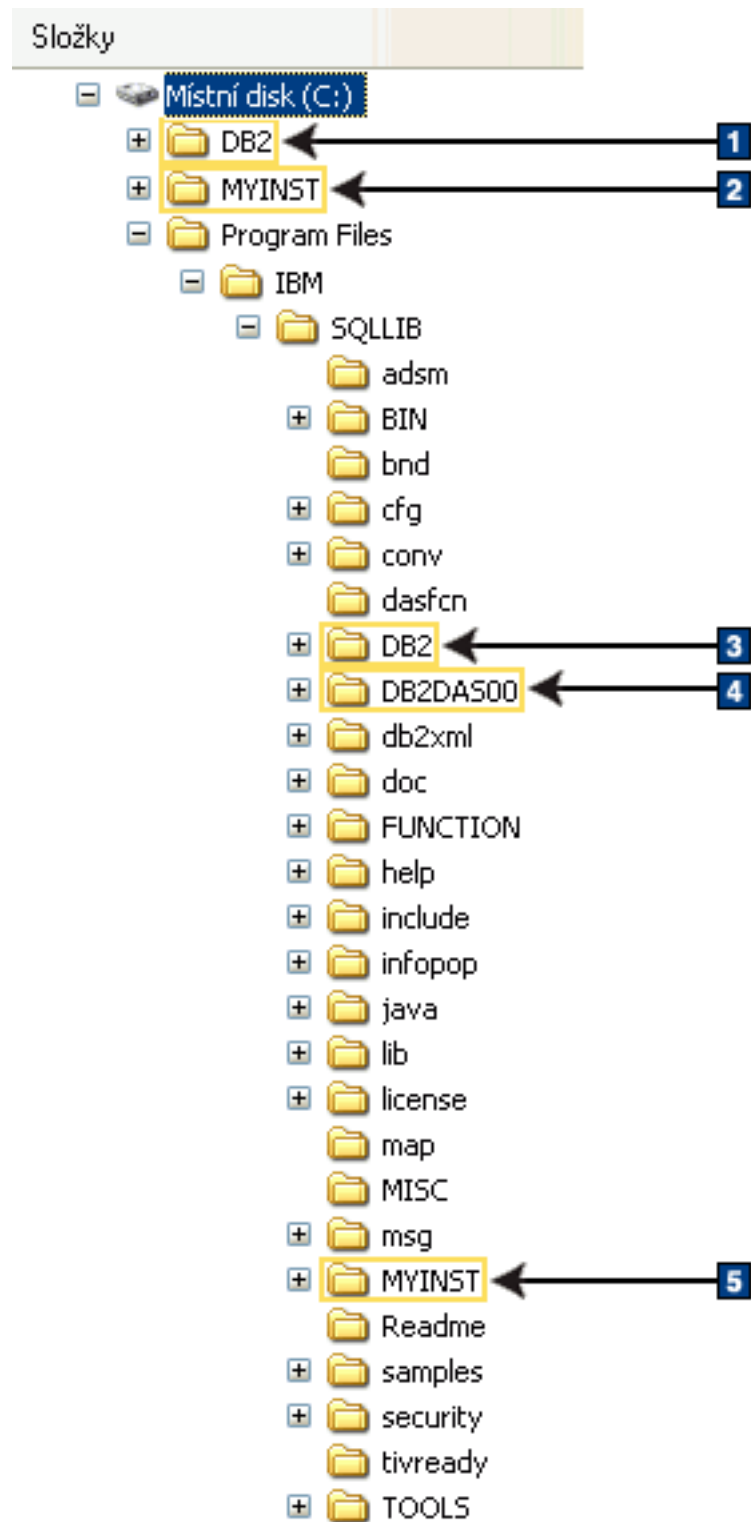 Složky
Místní disk (C:)
DB2 1
MYINST 2
Program Files
IBM
SQLLIB
adsm
BIN
bnd
cfg
conv
dasfcn
DB2 3
DB2DAS00 4
db2xml
doc
FUNCTION
help
include
infopop
java
lib
license
map
MISC
msg
MYINST 5
Readme
samples
security
tivready
TOOLS